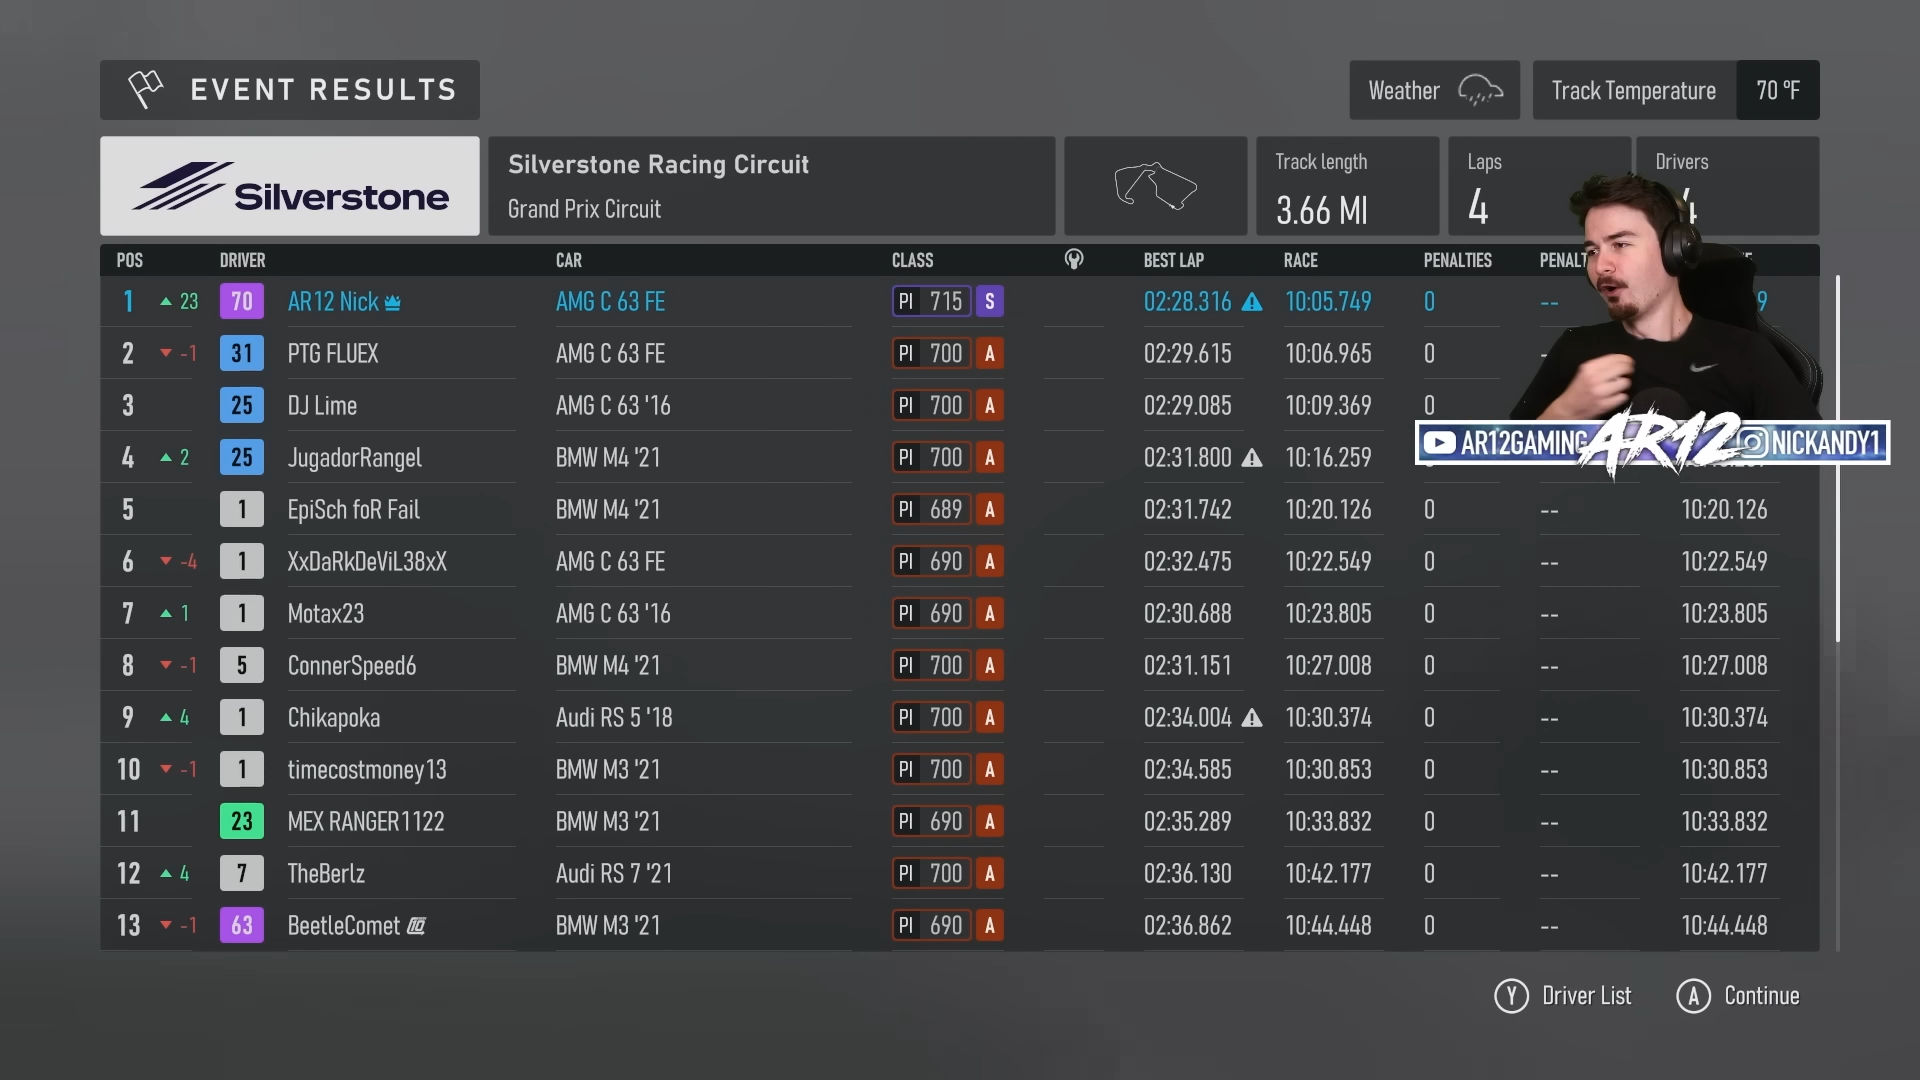 EVENT RESULTS
Weather
Track Temperature 70 °F
Silverstone
Silverstone Racing Circuit
Grand Prix Circuit
Track length
3.66 MI
Laps
4
Drivers
POS DRIVER CAR CLASS BEST LAP RACE PENALTIES
1 23 70 AR12 Nick AMG C 63 FE PI 715 S 02:28.316 10:05.749 0 --
2 -1 31 PTG FLUEX AMG C 63 FE PI 700 A 02:29.615 10:06.965 0
3 25 DJ Lime AMG C 63 '16 PI 700 A 02:29.085 10:09.369 0
4 2 25 JugadorRangel BMW M4 '21 PI 700 A 02:31.800 10:16.259
AR12GAMING AR12 NICKANDY1
5 1 EpiSch foR Fail BMW M4 '21 PI 689 A 02:31.742 10:20.126 0 -- 10:20.126
6 -4 1 XxDaRkDeViL38xX AMG C 63 FE PI 690 A 02:32.475 10:22.549 0 -- 10:22.549
7 1 1 Motax23 AMG C 63 '16 PI 690 A 02:30.688 10:23.805 0 -- 10:23.805
8 -1 5 ConnerSpeed6 BMW M4 '21 PI 700 A 02:31.151 10:27.008 0 -- 10:27.008
9 4 1 Chikapoka Audi RS 5 '18 PI 700 A 02:34.004 10:30.374 0 -- 10:30.374
10 -1 1 timecostmoney13 BMW M3 '21 PI 700 A 02:34.585 10:30.853 0 -- 10:30.853
11 23 MEX RANGER1122 BMW M3 '21 PI 690 A 02:35.289 10:33.832 0 -- 10:33.832
12 4 7 TheBerlz Audi RS 7 '21 PI 700 A 02:36.130 10:42.177 0 -- 10:42.177
13 -1 63 BeetleComet BMW M3 '21 PI 690 A 02:36.862 10:44.448 0 -- 10:44.448
Y Driver List A Continue